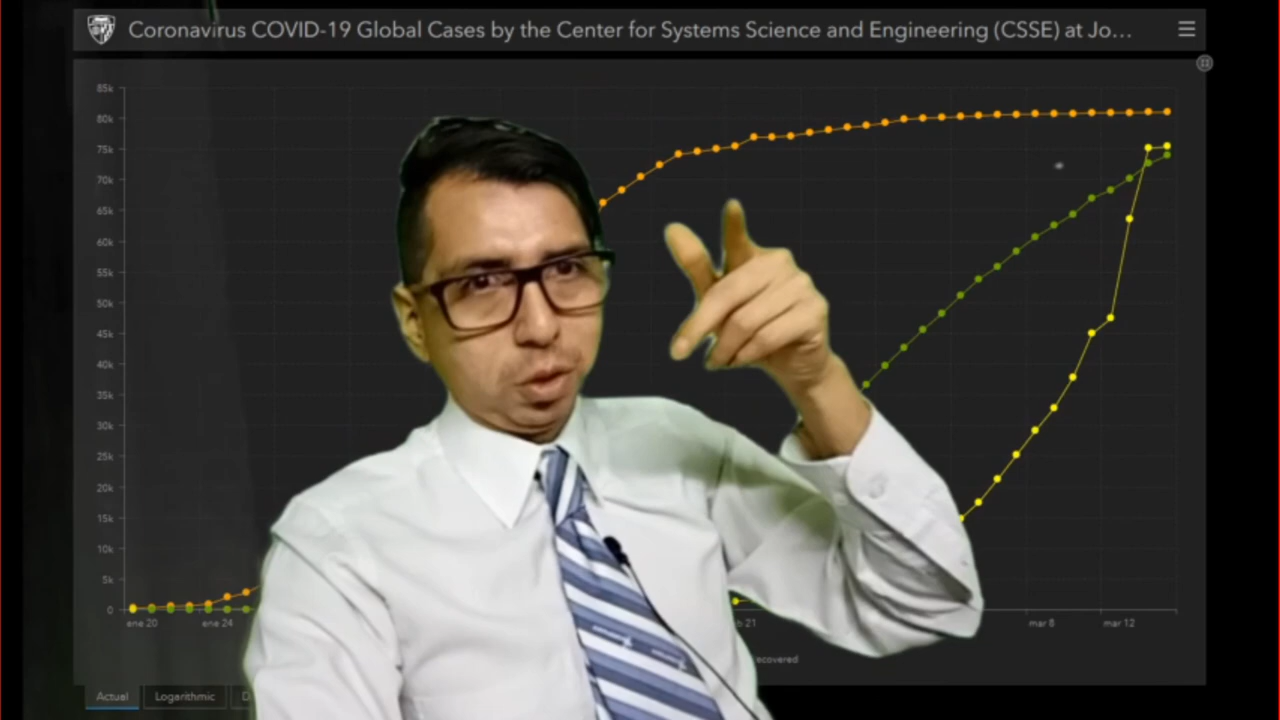 Coronavirus COVID-19 Global Cases by the Center for Systems Science and Engineering (CSSE) at Jo…
85k
80k
75k
70k
65k
60k
55k
50k
45k
40k
35k
30k
25k
20k
15k
10k
5k
0
ene 20
ene 24
b 21
mar 8
mar 12
ecovered
Actual
Logarithmic
D